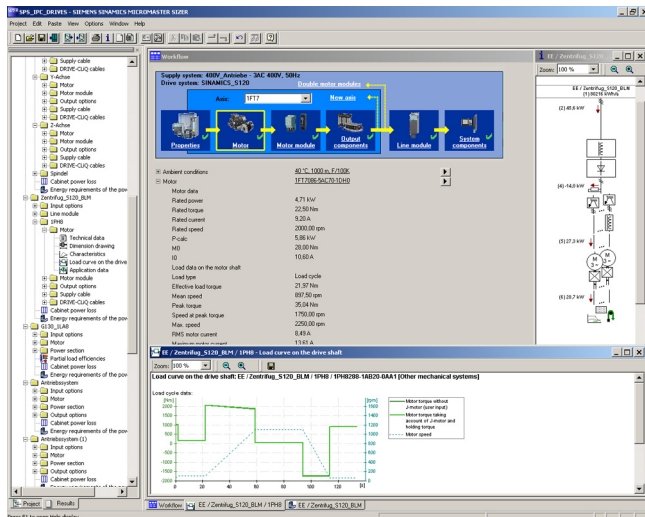 SPS_IPC_DRIVES - SIEMENS SINAMICS MICROMASTER SIZER
Project Edit Paste View Options Window Help
Supply cable
DRIVE-CLiQ cables
Y-Achse
Motor
Motor module
Output options
Supply cable
DRIVE-CLiQ cables
Z-Achse
Motor
Motor module
Output options
Supply cable
DRIVE-CLiQ cables
Spindel
Cabinet power loss
Energy requirements of the pow
Zentrifug_S120_BLM
Input options
Line module
1PH8
Motor
Technical data
Dimension drawing
Characteristics
Load curve on the drive
Application data
Motor module
Output options
Supply cable
DRIVE-CLiQ cables
Cabinet power loss
Energy requirements of the pow
G130_1LA8
Input options
Motor
Power section
Partial load efficiencies
Cabinet power loss
Energy requirements of the pow
Antriebssystem
Input options
Motor
Power section
Output options
Cabinet power loss
Energy requirements of the pow
Antriebssystem (1)
Input options
Motor
Power section
Output options
Cabinet power loss
Project Results
Workflow
Supply system: 400V_Antriebe - 3AC 400V, 50Hz
Drive system: SINAMICS_S120
Double motor modules
Axis: 1FT7 New axis
Properties Motor Motor module Output components Line module System components
Ambient conditions 40 °C, 1000 m, F/100K,
Motor 1FT7086-5AC70-1DH0
Motor data
Rated power 4,71 kW
Rated torque 22,50 Nm
Rated current 9,20 A
Rated speed 2000,00 rpm
P-calc 5,86 kW
M0 28,00 Nm
I0 10,60 A
Load data on the motor shaft
Load type Load cycle
Effective load torque 21,97 Nm
Mean speed 897,50 rpm
Peak torque 35,04 Nm
Speed at peak torque 1750,00 rpm
Max. speed 2250,00 rpm
RMS motor current 8,49 A
Maximum motor current 13,61 A
EE / Zentrifug_S120
Zoom: 100 %
EE / Zentrifug_S120_BLM
(2) 45,6 kW
(4) -14,0 kW
(5) 27,3 kW
M
3 ~
M
3 ~
(6) 20,7 kW
EE / Zentrifug_S120_BLM / 1PH8 - Load curve on the drive shaft
Zoom: 100 %
Load curve on the drive shaft: EE / Zentrifug_S120_BLM / 1PH8 / 1PH8288-1AB20-0AA1 [Other mechanical systems]
Load cycle data:
[Nm] [rpm]
2000 1600
1500 1400
1000 1200
500 1000
0 800
-500 600
-1000 400
-1500 200
-2000 0
0 20 40 60 80 100 120 [s]
Motor torque without
J-motor (user input)
Motor torque taking
account of J-motor and
holding torque
Motor speed
Workflow EE / Zentrifug_S120_BLM / 1PH8 EE / Zentrifug_S120_BLM